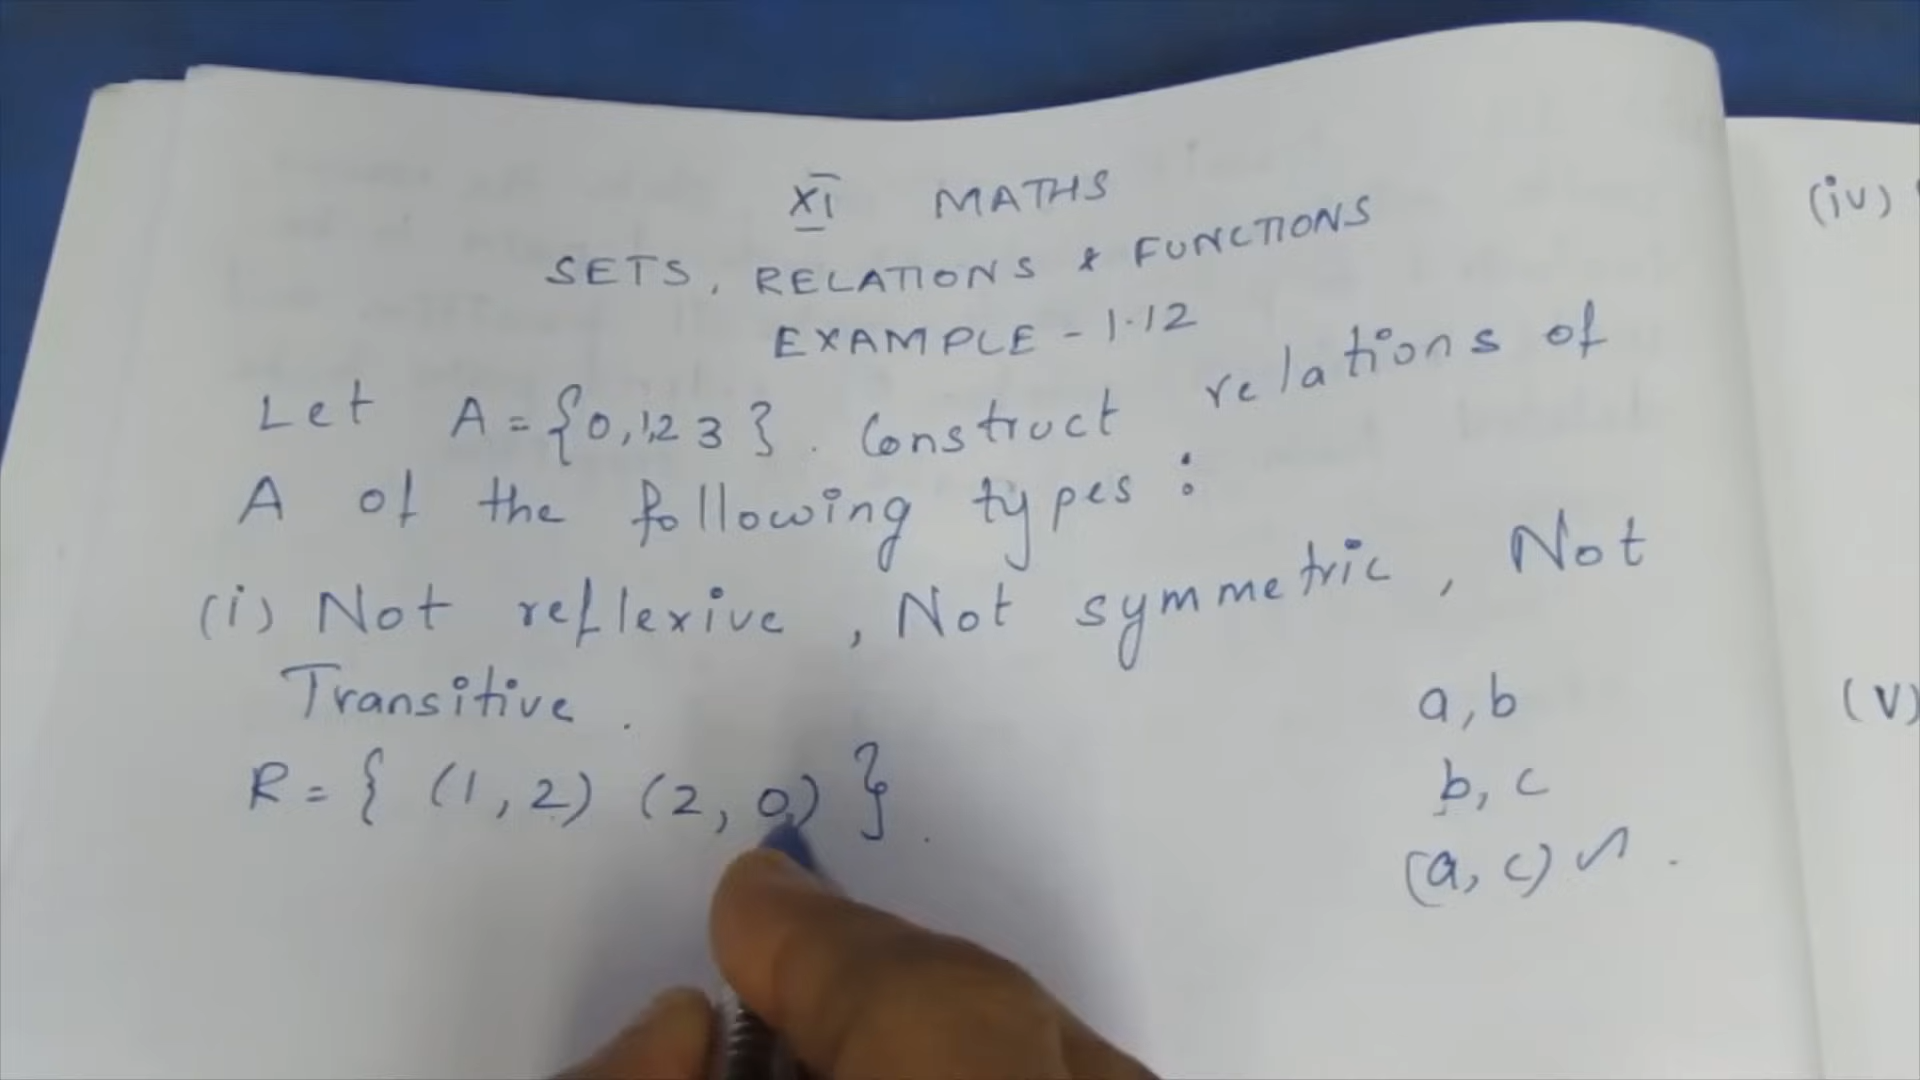 XI MATHS
SETS, RELATIONS & FUNCTIONS
EXAMPLE - 1.12
Let A = {0,1,2 3}. Construct relations of
A of the following types :
(i) Not reflexive, Not symmetric, Not
Transitive.
R = { (1,2) (2,0) }.
a, b
b, c
(a, c)
(iv)
(v)